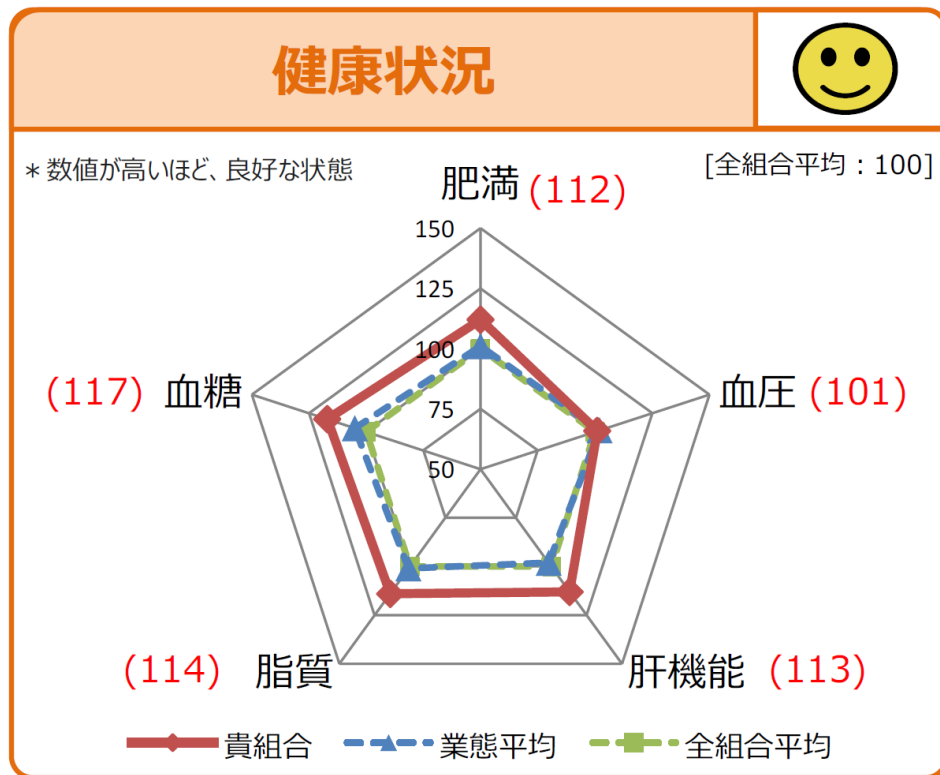 健康状況
＊数値が高いほど、良好な状態
[全組合平均：100]
肥満 (112)
150
125
100
75
50
(117) 血糖
血圧 (101)
(114) 脂質
肝機能 (113)
貴組合 業態平均 全組合平均